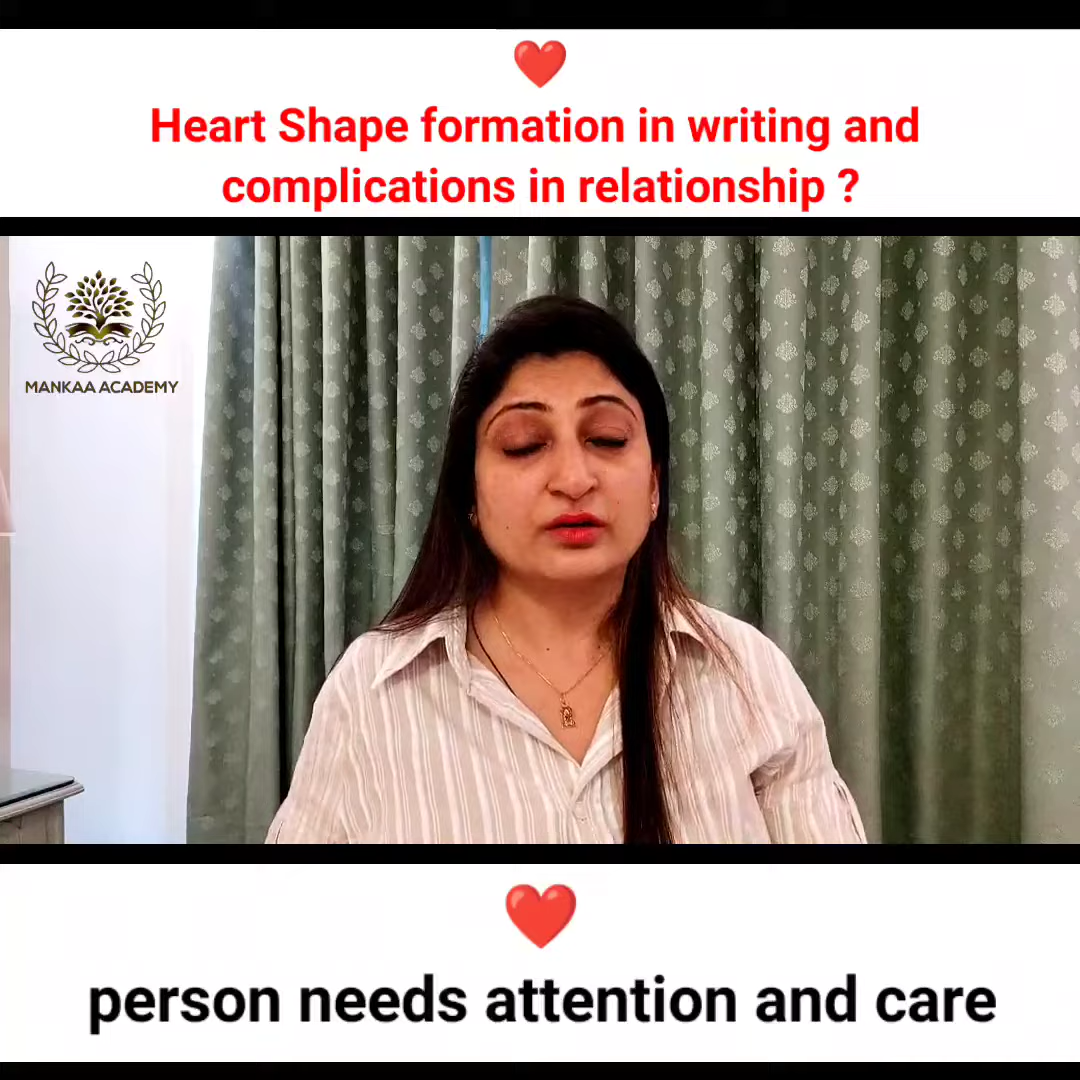 ❤️
Heart Shape formation in writing and
complications in relationship ?
MANKAA ACADEMY
❤️
person needs attention and care